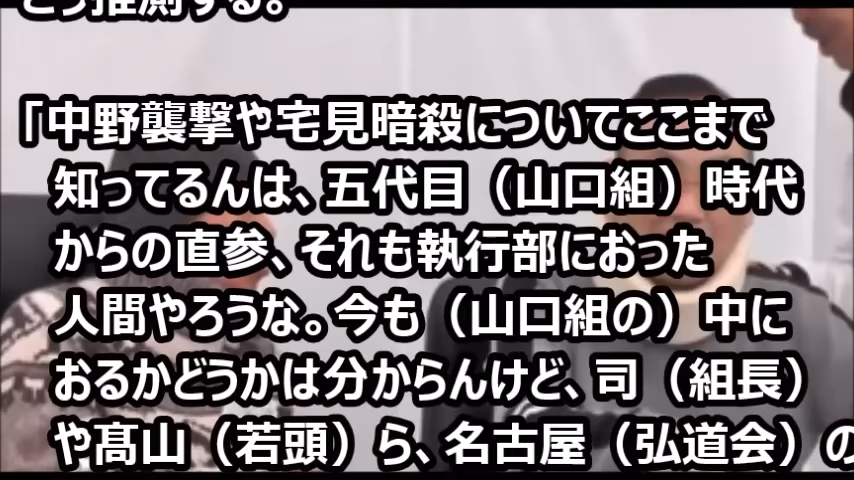 こう推測する。
「中野襲撃や宅見暗殺についてここまで
知ってるんは、五代目（山口組）時代
からの直参、それも執行部におった
人間やろうな。今も（山口組の）中に
おるかどうかは分からんけど、司（組長）
や髙山（若頭）ら、名古屋（弘道会）の